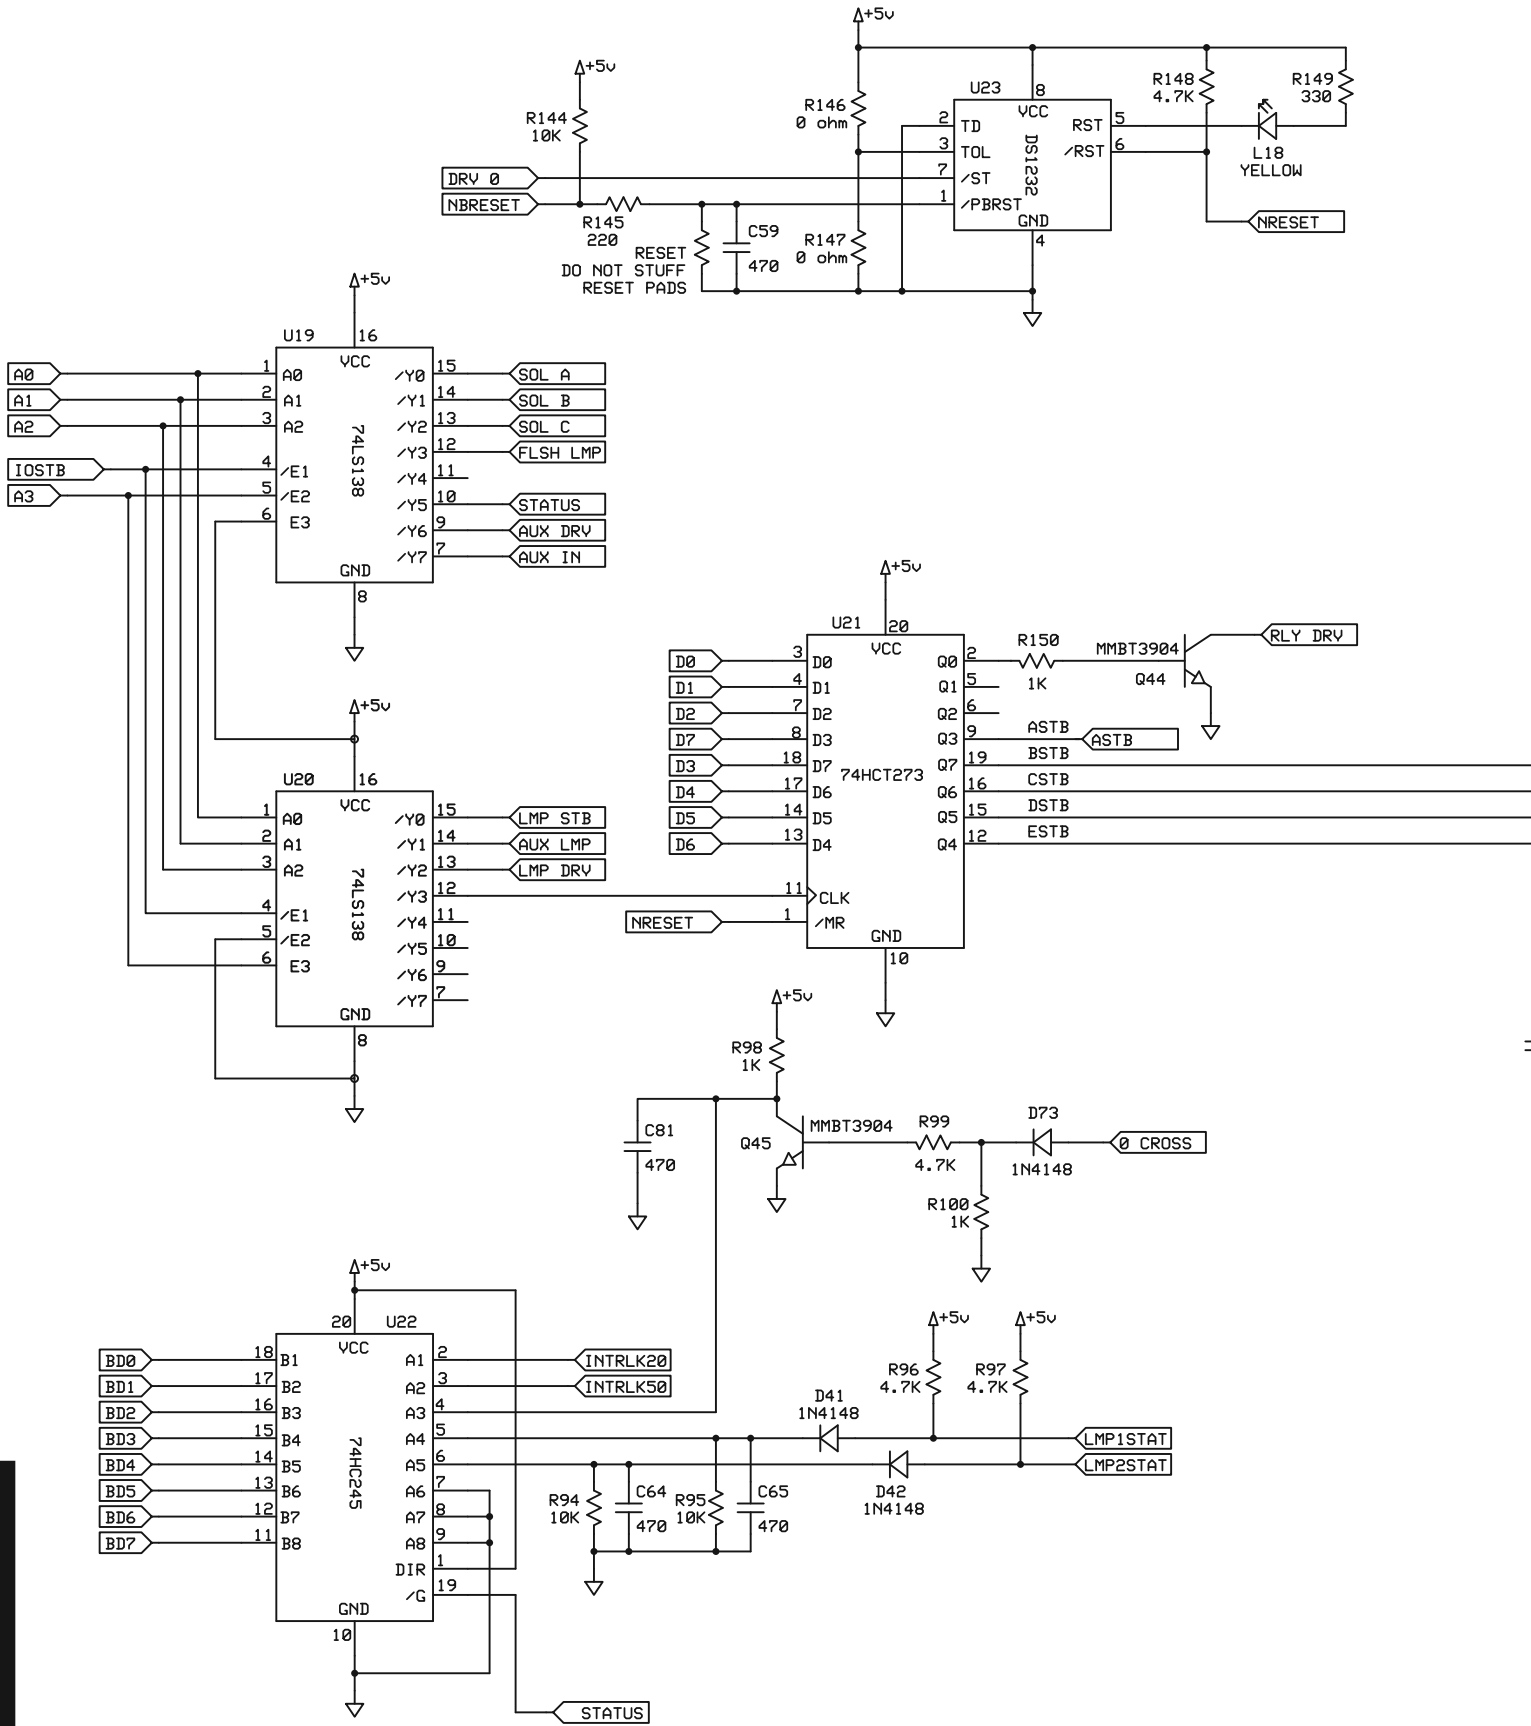 +5v
+5v
R144
10K
R146
0 ohm
U23
8
VCC
R148
4.7K
R149
330
2 TD
3 TOL
7 /ST
1 /PBRST
DS1232
RST 5
/RST 6
GND
4
L18
YELLOW
DRV 0
NBRESET
R145
220
C59
470
R147
0 ohm
RESET
DO NOT STUFF
RESET PADS
NRESET
+5v
U19
16
VCC
A0 1 A0 /Y0 15 SOL A
A1 2 A1 /Y1 14 SOL B
A2 3 A2 /Y2 13 SOL C
/Y3 12 FLSH LMP
IOSTB 4 /E1 /Y4 11
A3 5 /E2 /Y5 10 STATUS
6 E3 /Y6 9 AUX DRV
/Y7 7 AUX IN
74LS138
GND
8
+5v
U21
20
VCC
D0 3 D0 Q0 2
D1 4 D1 Q1 5
D2 7 D2 Q2 6
D7 8 D3 Q3 9 ASTB ASTB
D3 18 D7 Q7 19 BSTB
D4 17 D6 Q6 16 CSTB
D5 14 D5 Q5 15 DSTB
D6 13 D4 Q4 12 ESTB
74HCT273
11 CLK
NRESET 1 /MR
GND
10
R150
1K
MMBT3904
Q44
RLY DRV
+5v
U20
16
VCC
1 A0 /Y0 15 LMP STB
2 A1 /Y1 14 AUX LMP
3 A2 /Y2 13 LMP DRV
/Y3 12
4 /E1 /Y4 11
5 /E2 /Y5 10
6 E3 /Y6 9
/Y7 7
74LS138
GND
8
+5v
R98
1K
C81
470
Q45
MMBT3904
R99
4.7K
D73
1N4148
0 CROSS
R100
1K
+5v
20
U22
VCC
BD0 18 B1 A1 2 INTRLK20
BD1 17 B2 A2 3 INTRLK50
BD2 16 B3 A3 4
BD3 15 B4 A4 5
BD4 14 B5 A5 6
BD5 13 B6 A6 7
BD6 12 B7 A7 8
BD7 11 B8 A8 9
DIR 1
/G 19
74HC245
GND
10
STATUS
+5v
+5v
R96
4.7K
R97
4.7K
D41
1N4148
LMP1STAT
LMP2STAT
D42
1N4148
R94
10K
C64
470
R95
10K
C65
470